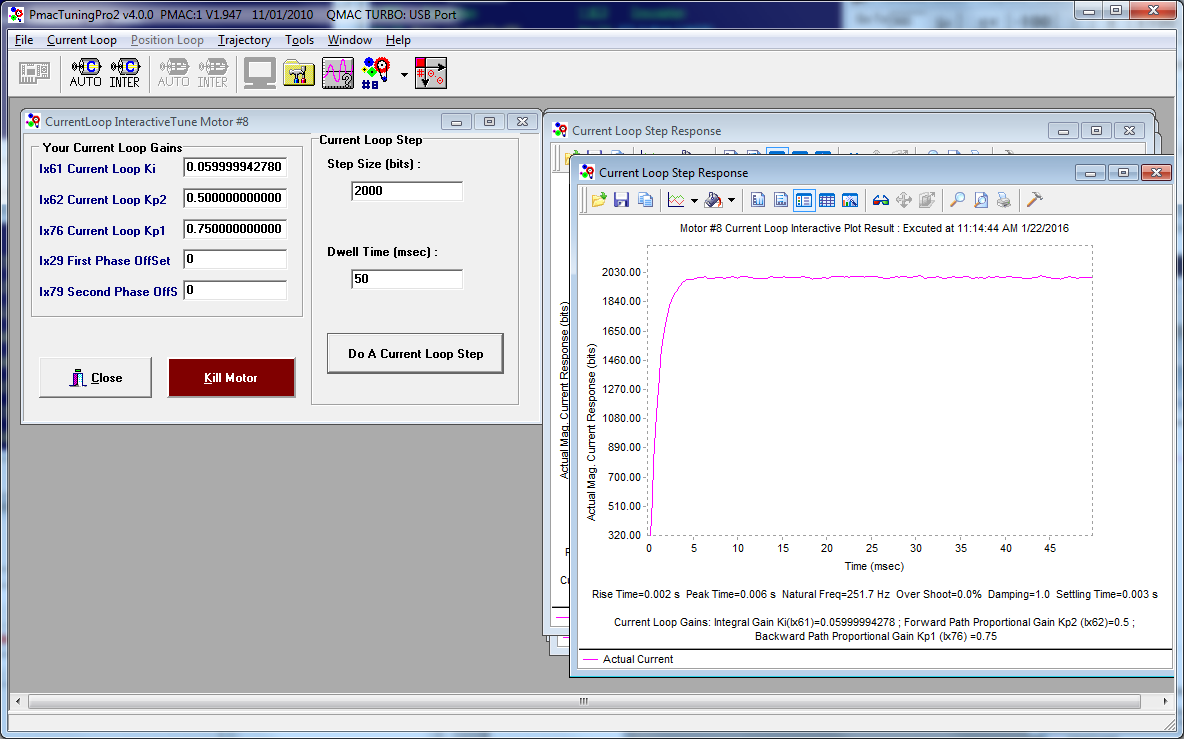 PmacTuningPro2 v4.0.0 PMAC:1 V1.947 11/01/2010 QMAC TURBO: USB Port
File Current Loop Position Loop Trajectory Tools Window Help
C C
AUTO INTER AUTO INTER #8
CurrentLoop InteractiveTune Motor #8
Your Current Loop Gains
Ix61 Current Loop Ki 0.059999942780
Ix62 Current Loop Kp2 0.500000000000
Ix76 Current Loop Kp1 0.750000000000
Ix29 First Phase OffSet 0
Ix79 Second Phase OffS 0
Close
Kill Motor
Current Loop Step
Step Size (bits) :
2000
Dwell Time (msec) :
50
Do A Current Loop Step
Current Loop Step Response
Actual Mag. Current Response (bits)
Current Loop Step Response
Motor #8 Current Loop Interactive Plot Result : Excuted at 11:14:44 AM 1/22/2016
Actual Mag. Current Response (bits)
2030.00
1840.00
1650.00
1460.00
1270.00
1080.00
890.00
700.00
510.00
320.00
0 5 10 15 20 25 30 35 40 45
Time (msec)
Rise Time=0.002 s Peak Time=0.006 s Natural Freq=251.7 Hz Over Shoot=0.0% Damping=1.0 Settling Time=0.003 s
Current Loop Gains: Integral Gain Ki(Ix61)=0.05999994278 ; Forward Path Proportional Gain Kp2 (Ix62)=0.5 ;
Backward Path Proportional Gain Kp1 (Ix76) =0.75
Actual Current